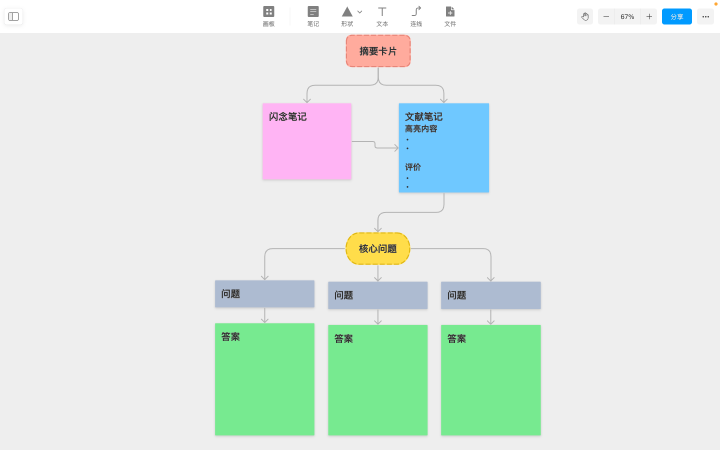 画板
笔记
形状
文本
连线
文件
67%
分享
摘要卡片
闪念笔记
文献笔记
高亮内容
评价
核心问题
问题
问题
问题
答案
答案
答案